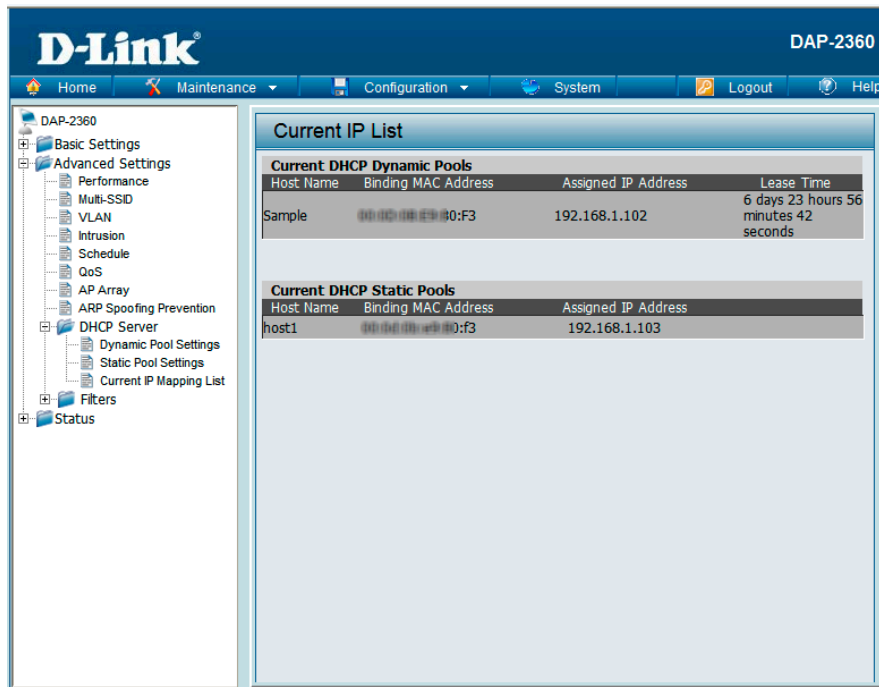 D-Link®
DAP-2360
Home
Maintenance
Configuration
System
Logout
Help
DAP-2360
Basic Settings
Advanced Settings
Performance
Multi-SSID
VLAN
Intrusion
Schedule
QoS
AP Array
ARP Spoofing Prevention
DHCP Server
Dynamic Pool Settings
Static Pool Settings
Current IP Mapping List
Filters
Status
Current IP List
Current DHCP Dynamic Pools
Host Name Binding MAC Address Assigned IP Address Lease Time
Sample 192.168.1.102 6 days 23 hours 56
minutes 42
seconds
Current DHCP Static Pools
Host Name Binding MAC Address Assigned IP Address
host1 192.168.1.103